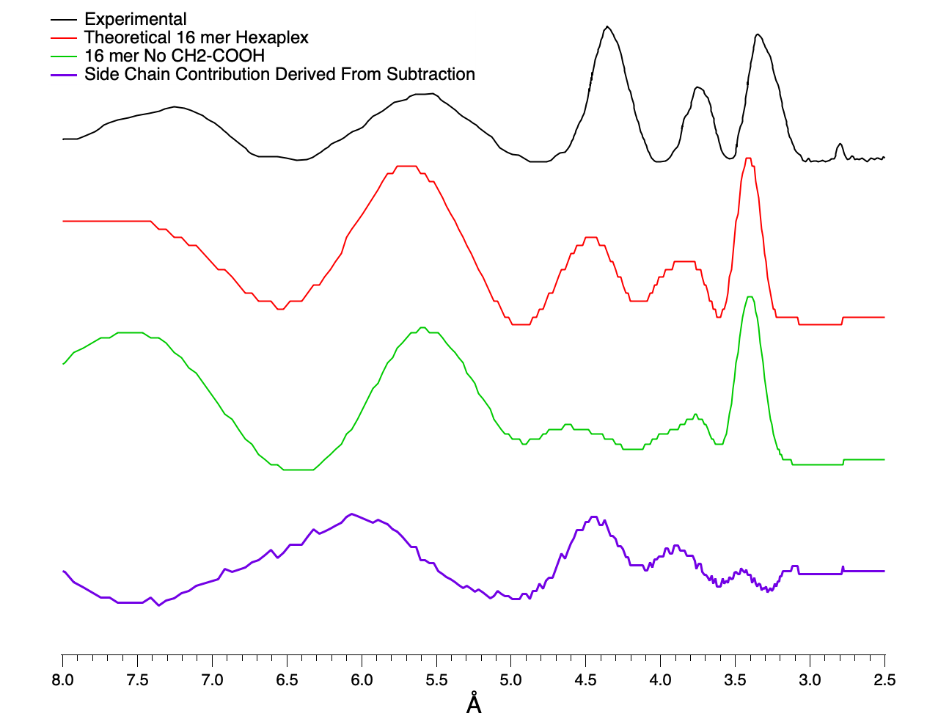 Experimental
Theoretical 16 mer Hexaplex
16 mer No CH2-COOH
Side Chain Contribution Derived From Subtraction
8.0 7.5 7.0 6.5 6.0 5.5 5.0 4.5 4.0 3.5 3.0 2.5
Å